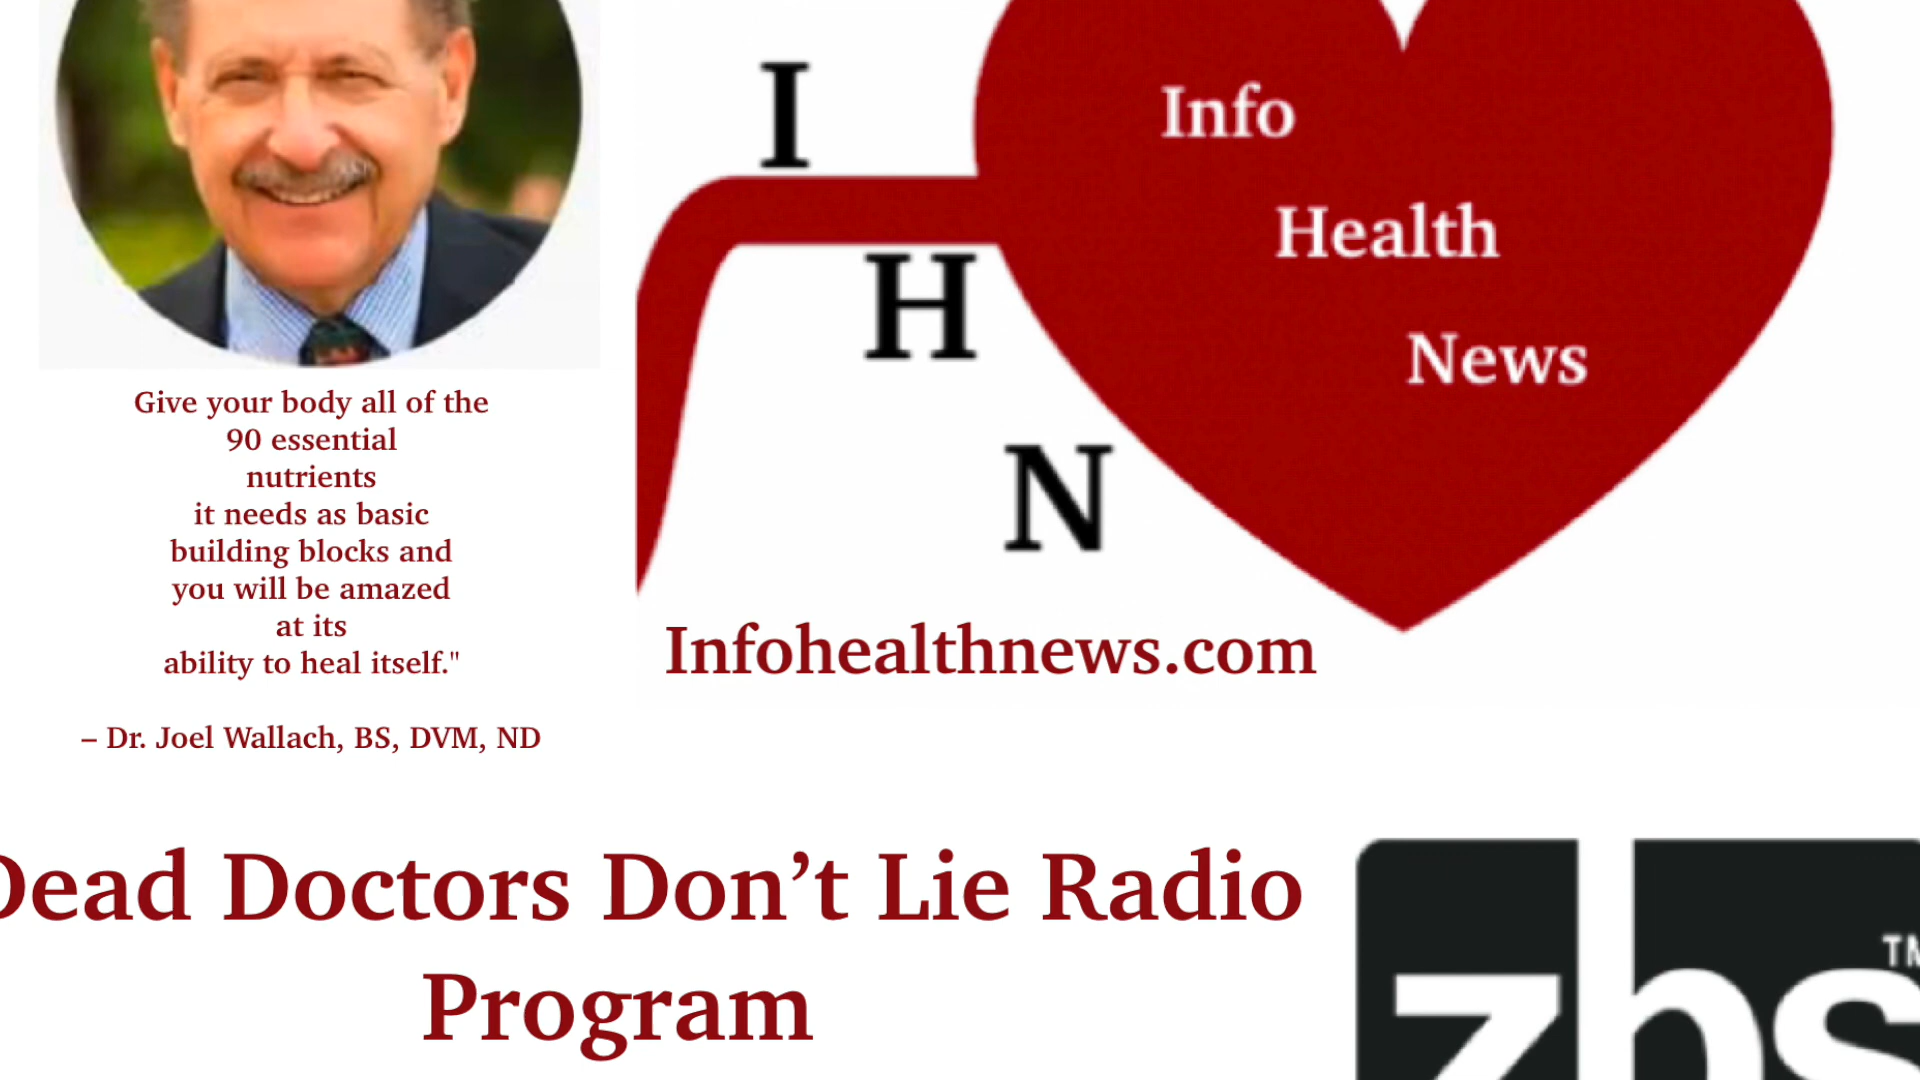 Give your body all of the
90 essential
nutrients
it needs as basic
building blocks and
you will be amazed
at its
ability to heal itself."
– Dr. Joel Wallach, BS, DVM, ND
I
H
N
Info
Health
News
Infohealthnews.com
Dead Doctors Don’t Lie Radio
Program
zbs
TM